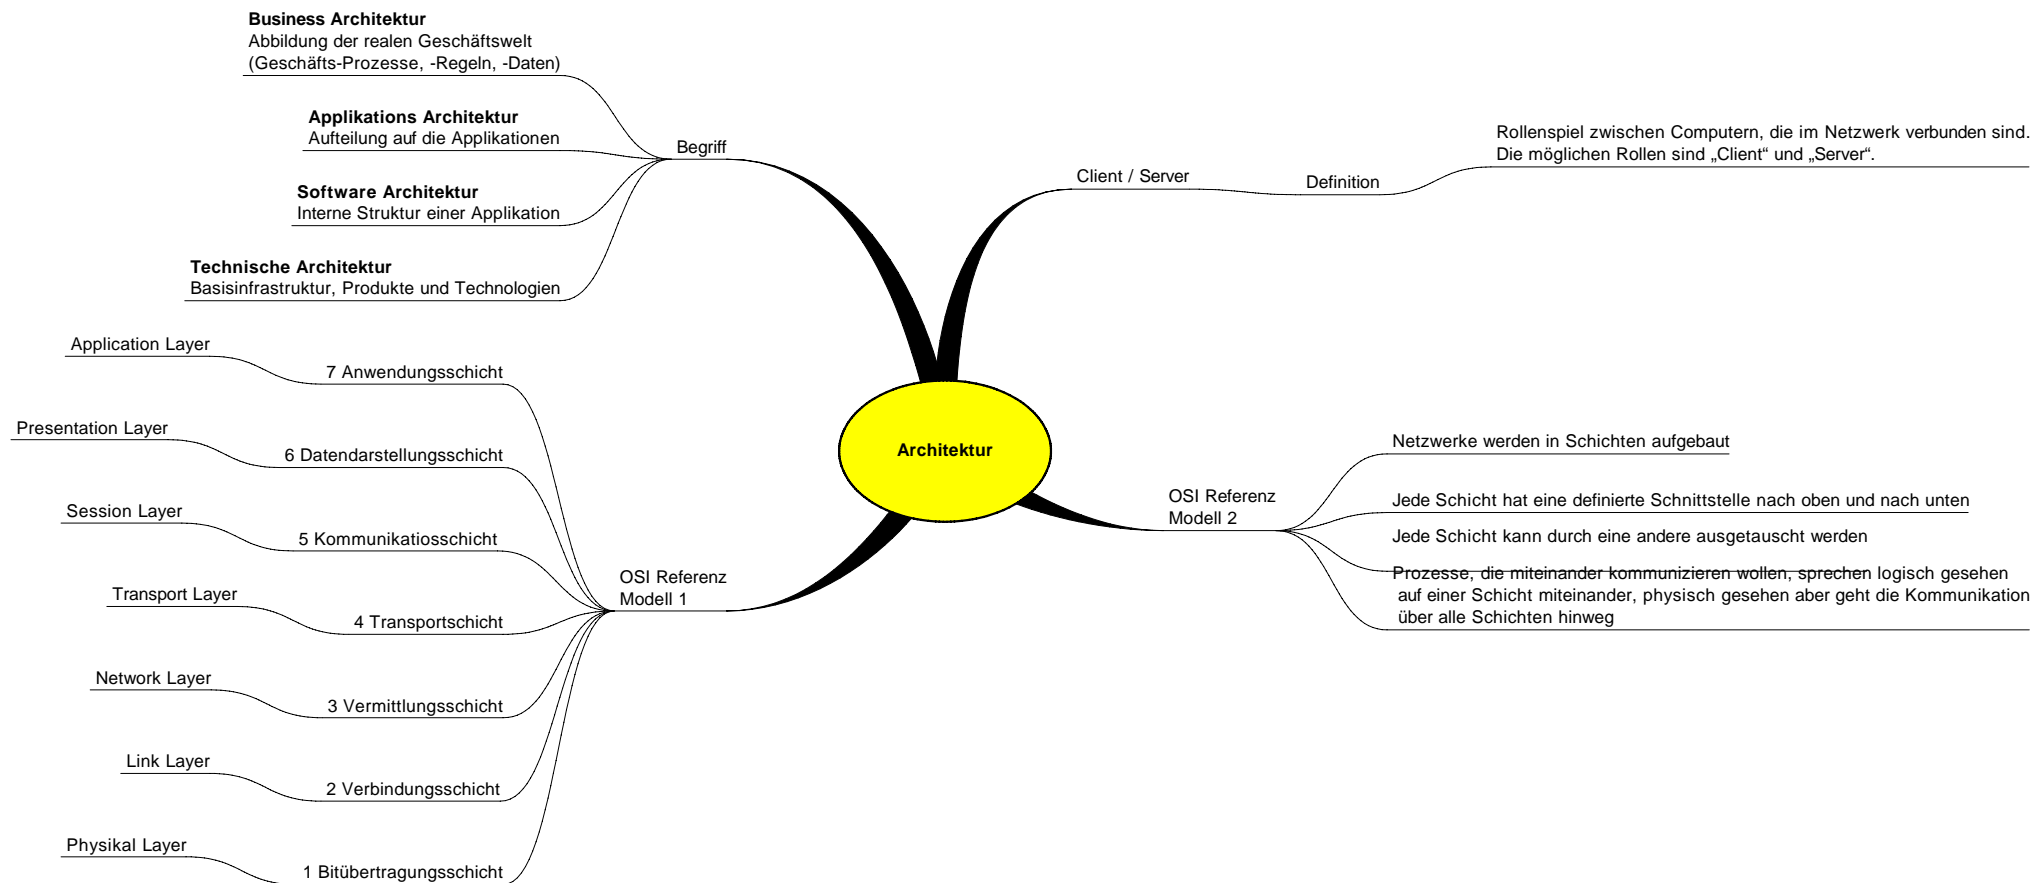 Business Architektur
Abbildung der realen Geschäftswelt
(Geschäfts-Prozesse, -Regeln, -Daten)
Applikations Architektur
Aufteilung auf die Applikationen
Software Architektur
Interne Struktur einer Applikation
Technische Architektur
Basisinfrastruktur, Produkte und Technologien
Begriff
Application Layer
7 Anwendungsschicht
Presentation Layer
6 Datendarstellungsschicht
Session Layer
5 Kommunikatiosschicht
Transport Layer
4 Transportschicht
Network Layer
3 Vermittlungsschicht
Link Layer
2 Verbindungsschicht
Physikal Layer
1 Bitübertragungsschicht
OSI Referenz
Modell 1
Architektur
Client / Server
Definition
Rollenspiel zwischen Computern, die im Netzwerk verbunden sind.
Die möglichen Rollen sind „Client“ und „Server“.
OSI Referenz
Modell 2
Netzwerke werden in Schichten aufgebaut
Jede Schicht hat eine definierte Schnittstelle nach oben und nach unten
Jede Schicht kann durch eine andere ausgetauscht werden
Prozesse, die miteinander kommunizieren wollen, sprechen logisch gesehen
auf einer Schicht miteinander, physisch gesehen aber geht die Kommunikation
über alle Schichten hinweg